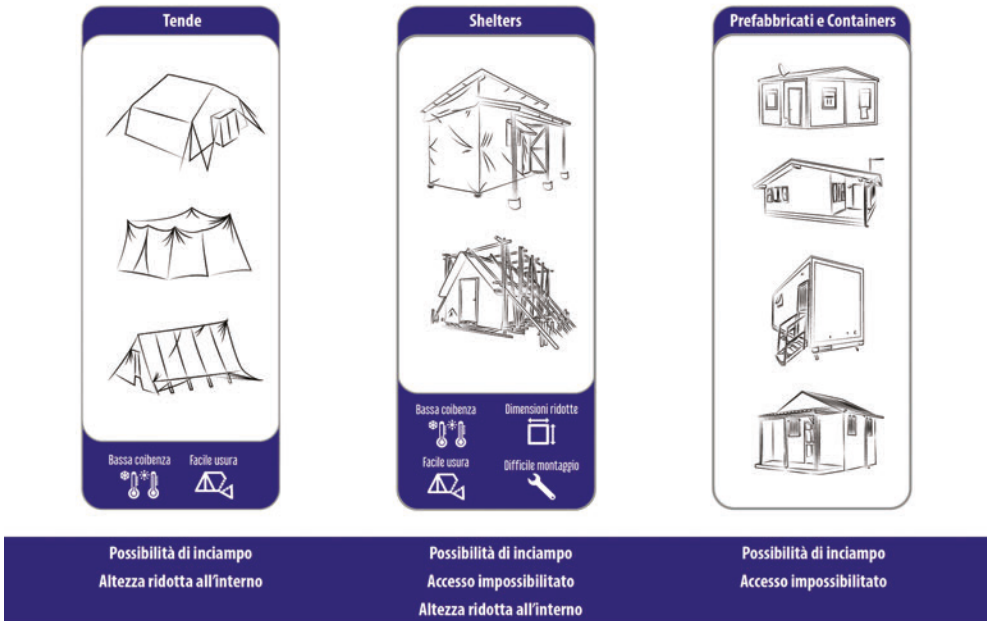 Tende
Shelters
Prefabbricati e Containers
Bassa coibenza
Facile usura
Bassa coibenza
Dimensioni ridotte
Facile usura
Difficile montaggio
Possibilità di inciampo
Altezza ridotta all'interno
Possibilità di inciampo
Accesso impossibilitato
Altezza ridotta all'interno
Possibilità di inciampo
Accesso impossibilitato